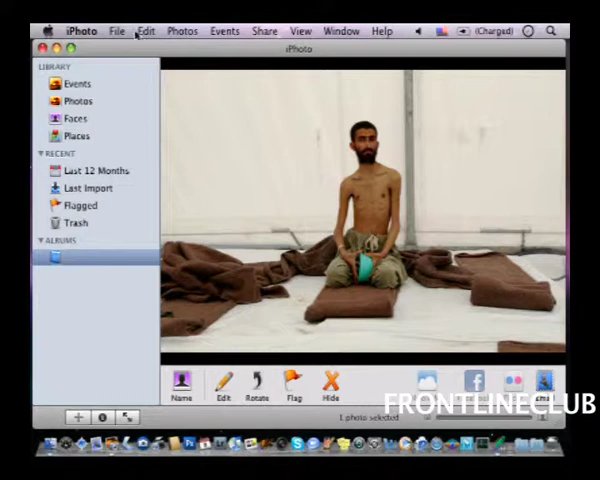 iPhoto File Edit Photos Events Share View Window Help (Charged)
iPhoto
LIBRARY
Events
Photos
Faces
Places
RECENT
Last 12 Months
Last Import
Flagged
Trash
ALBUMS
Name Edit Rotate Flag Hide
FRONTLINECLUB
1 photo selected